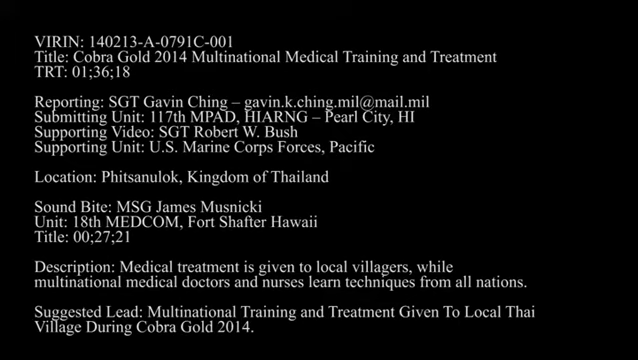 VIRIN: 140213-A-0791C-001
Title: Cobra Gold 2014 Multinational Medical Training and Treatment
TRT: 01;36;18
Reporting: SGT Gavin Ching – gavin.k.ching.mil@mail.mil
Submitting Unit: 117th MPAD, HIARNG – Pearl City, HI
Supporting Video: SGT Robert W. Bush
Supporting Unit: U.S. Marine Corps Forces, Pacific
Location: Phitsanulok, Kingdom of Thailand
Sound Bite: MSG James Musnicki
Unit: 18th MEDCOM, Fort Shafter Hawaii
Title: 00;27;21
Description: Medical treatment is given to local villagers, while
multinational medical doctors and nurses learn techniques from all nations.
Suggested Lead: Multinational Training and Treatment Given To Local Thai
Village During Cobra Gold 2014.